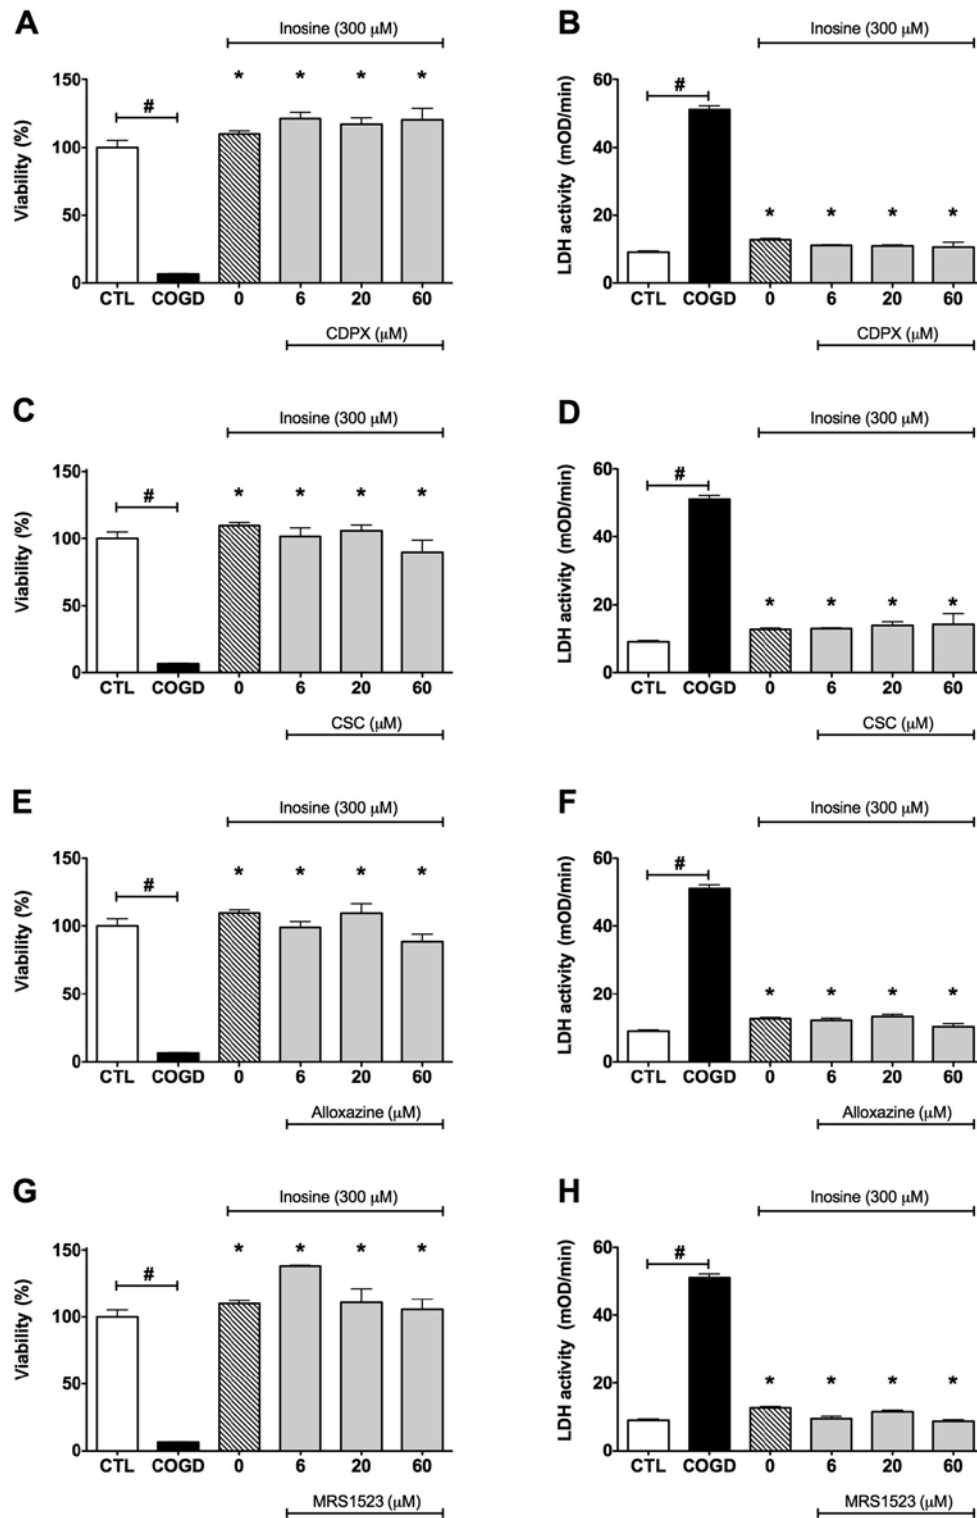 A
Inosine (300 μM)
* * * *
#
Viability (%)
150
100
50
0
CTL COGD 0 6 20 60
CDPX (μM)
B
Inosine (300 μM)
#
* * * *
LDH activity (mOD/min)
60
40
20
0
CTL COGD 0 6 20 60
CDPX (μM)
C
Inosine (300 μM)
* * * *
#
Viability (%)
150
100
50
0
CTL COGD 0 6 20 60
CSC (μM)
D
Inosine (300 μM)
#
* * * *
LDH activity (mOD/min)
60
40
20
0
CTL COGD 0 6 20 60
CSC (μM)
E
Inosine (300 μM)
* * * *
#
Viability (%)
150
100
50
0
CTL COGD 0 6 20 60
Alloxazine (μM)
F
Inosine (300 μM)
#
* * * *
LDH activity (mOD/min)
60
40
20
0
CTL COGD 0 6 20 60
Alloxazine (μM)
G
Inosine (300 μM)
* * * *
#
Viability (%)
150
100
50
0
CTL COGD 0 6 20 60
MRS1523 (μM)
H
Inosine (300 μM)
#
* * * *
LDH activity (mOD/min)
60
40
20
0
CTL COGD 0 6 20 60
MRS1523 (μM)